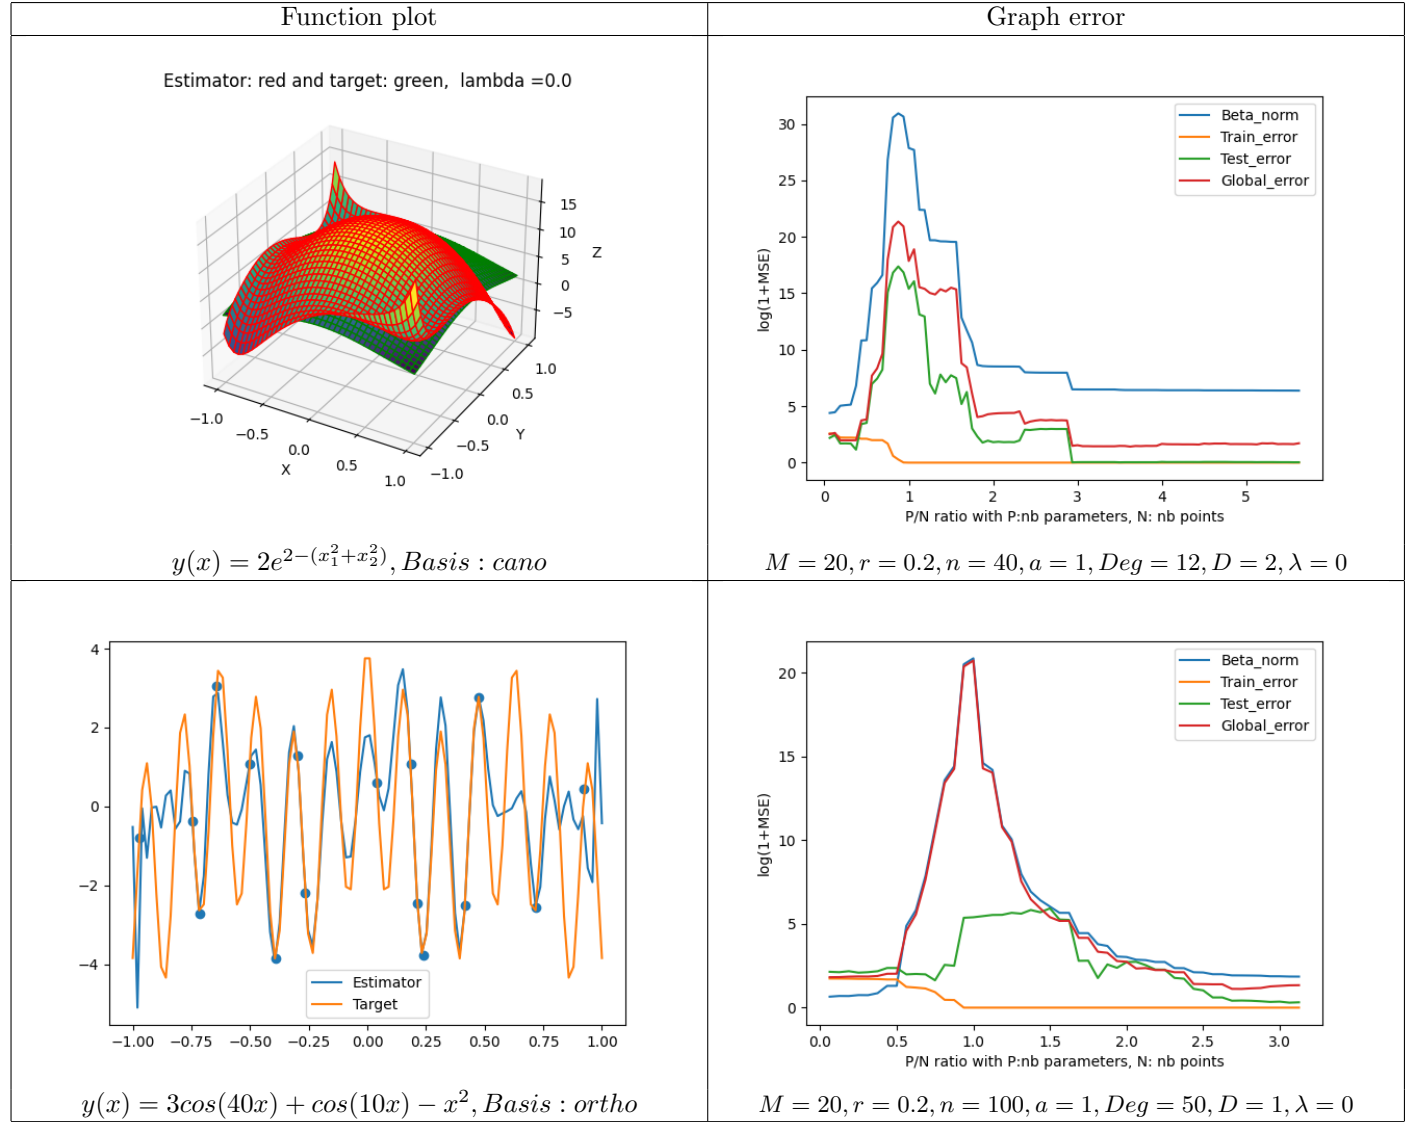 Function plot
Graph error
Estimator: red and target: green,  lambda =0.0
15
10
5
0
−5
Z
−1.0
−0.5
0.0
0.5
1.0
X
−1.0
−0.5
0.0
0.5
1.0
Y
y(x) = 2e^{2−(x_1^2+x_2^2)}, Basis : cano
Beta_norm
Train_error
Test_error
Global_error
30
25
20
15
10
5
0
log(1+MSE)
0
1
2
3
4
5
P/N ratio with P:nb parameters, N: nb points
M = 20, r = 0.2, n = 40, a = 1, Deg = 12, D = 2, λ = 0
4
2
0
−2
−4
Estimator
Target
−1.00
−0.75
−0.50
−0.25
0.00
0.25
0.50
0.75
1.00
y(x) = 3cos(40x) + cos(10x) − x^2, Basis : ortho
Beta_norm
Train_error
Test_error
Global_error
20
15
10
5
0
log(1+MSE)
0.0
0.5
1.0
1.5
2.0
2.5
3.0
P/N ratio with P:nb parameters, N: nb points
M = 20, r = 0.2, n = 100, a = 1, Deg = 50, D = 1, λ = 0